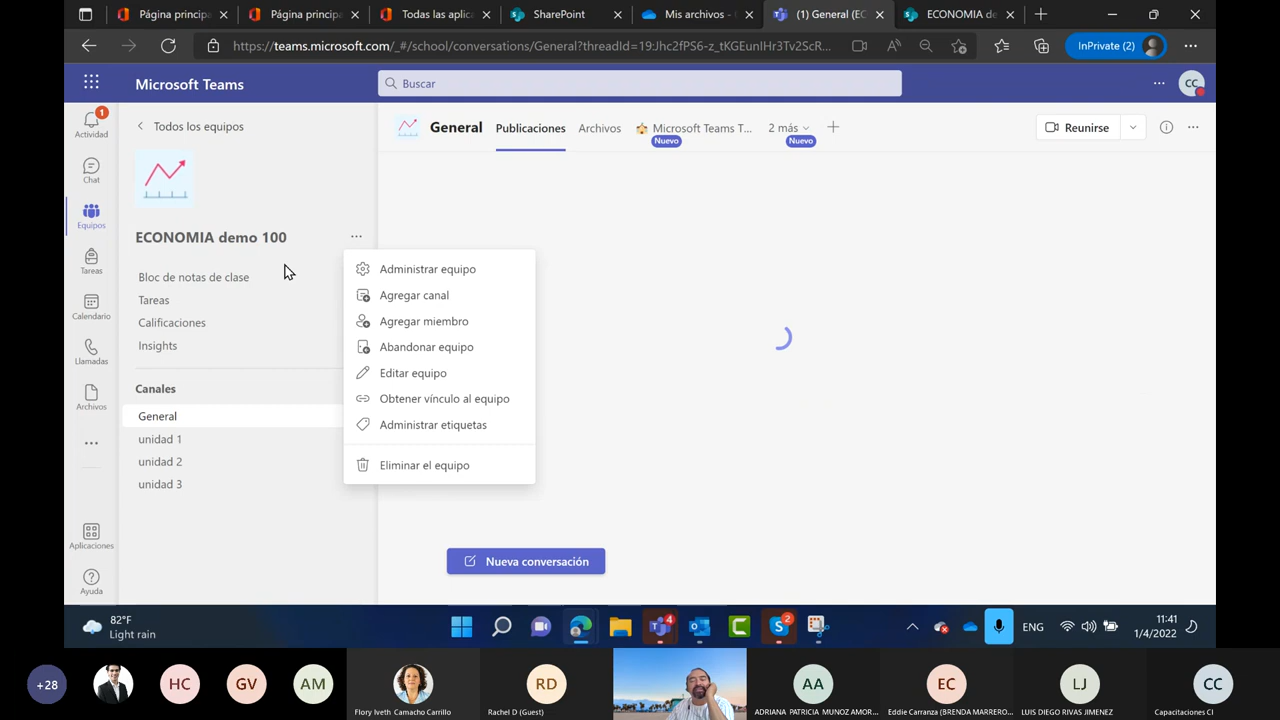 Página principa
Página principa
Todas las aplica
SharePoint
Mis archivos - O
(1) General (EC
ECONOMIA de
https://teams.microsoft.com/_#/school/conversations/General?threadId=19:Jhc2fPS6-z_tKGEunIHr3Tv2ScR...
InPrivate (2)
Microsoft Teams
Buscar
CC
1
Actividad
Chat
Equipos
Tareas
Calendario
Llamadas
Archivos
Aplicaciones
Ayuda
Todos los equipos
ECONOMIA demo 100
Bloc de notas de clase
Tareas
Calificaciones
Insights
Canales
General
unidad 1
unidad 2
unidad 3
Administrar equipo
Agregar canal
Agregar miembro
Abandonar equipo
Editar equipo
Obtener vínculo al equipo
Administrar etiquetas
Eliminar el equipo
General
Publicaciones
Archivos
Microsoft Teams T...
Nuevo
2 más
Nuevo
Reunirse
Nueva conversación
82°F
Light rain
4
2
ENG
11:41
1/4/2022
+28
HC
GV
AM
Flory Iveth Camacho Carrillo
RD
Rachel D (Guest)
AA
ADRIANA PATRICIA MUNOZ AMOR...
EC
Eddie Carranza (BRENDA MARRERO...
LJ
LUIS DIEGO RIVAS JIMENEZ
CC
Capacitaciones CI